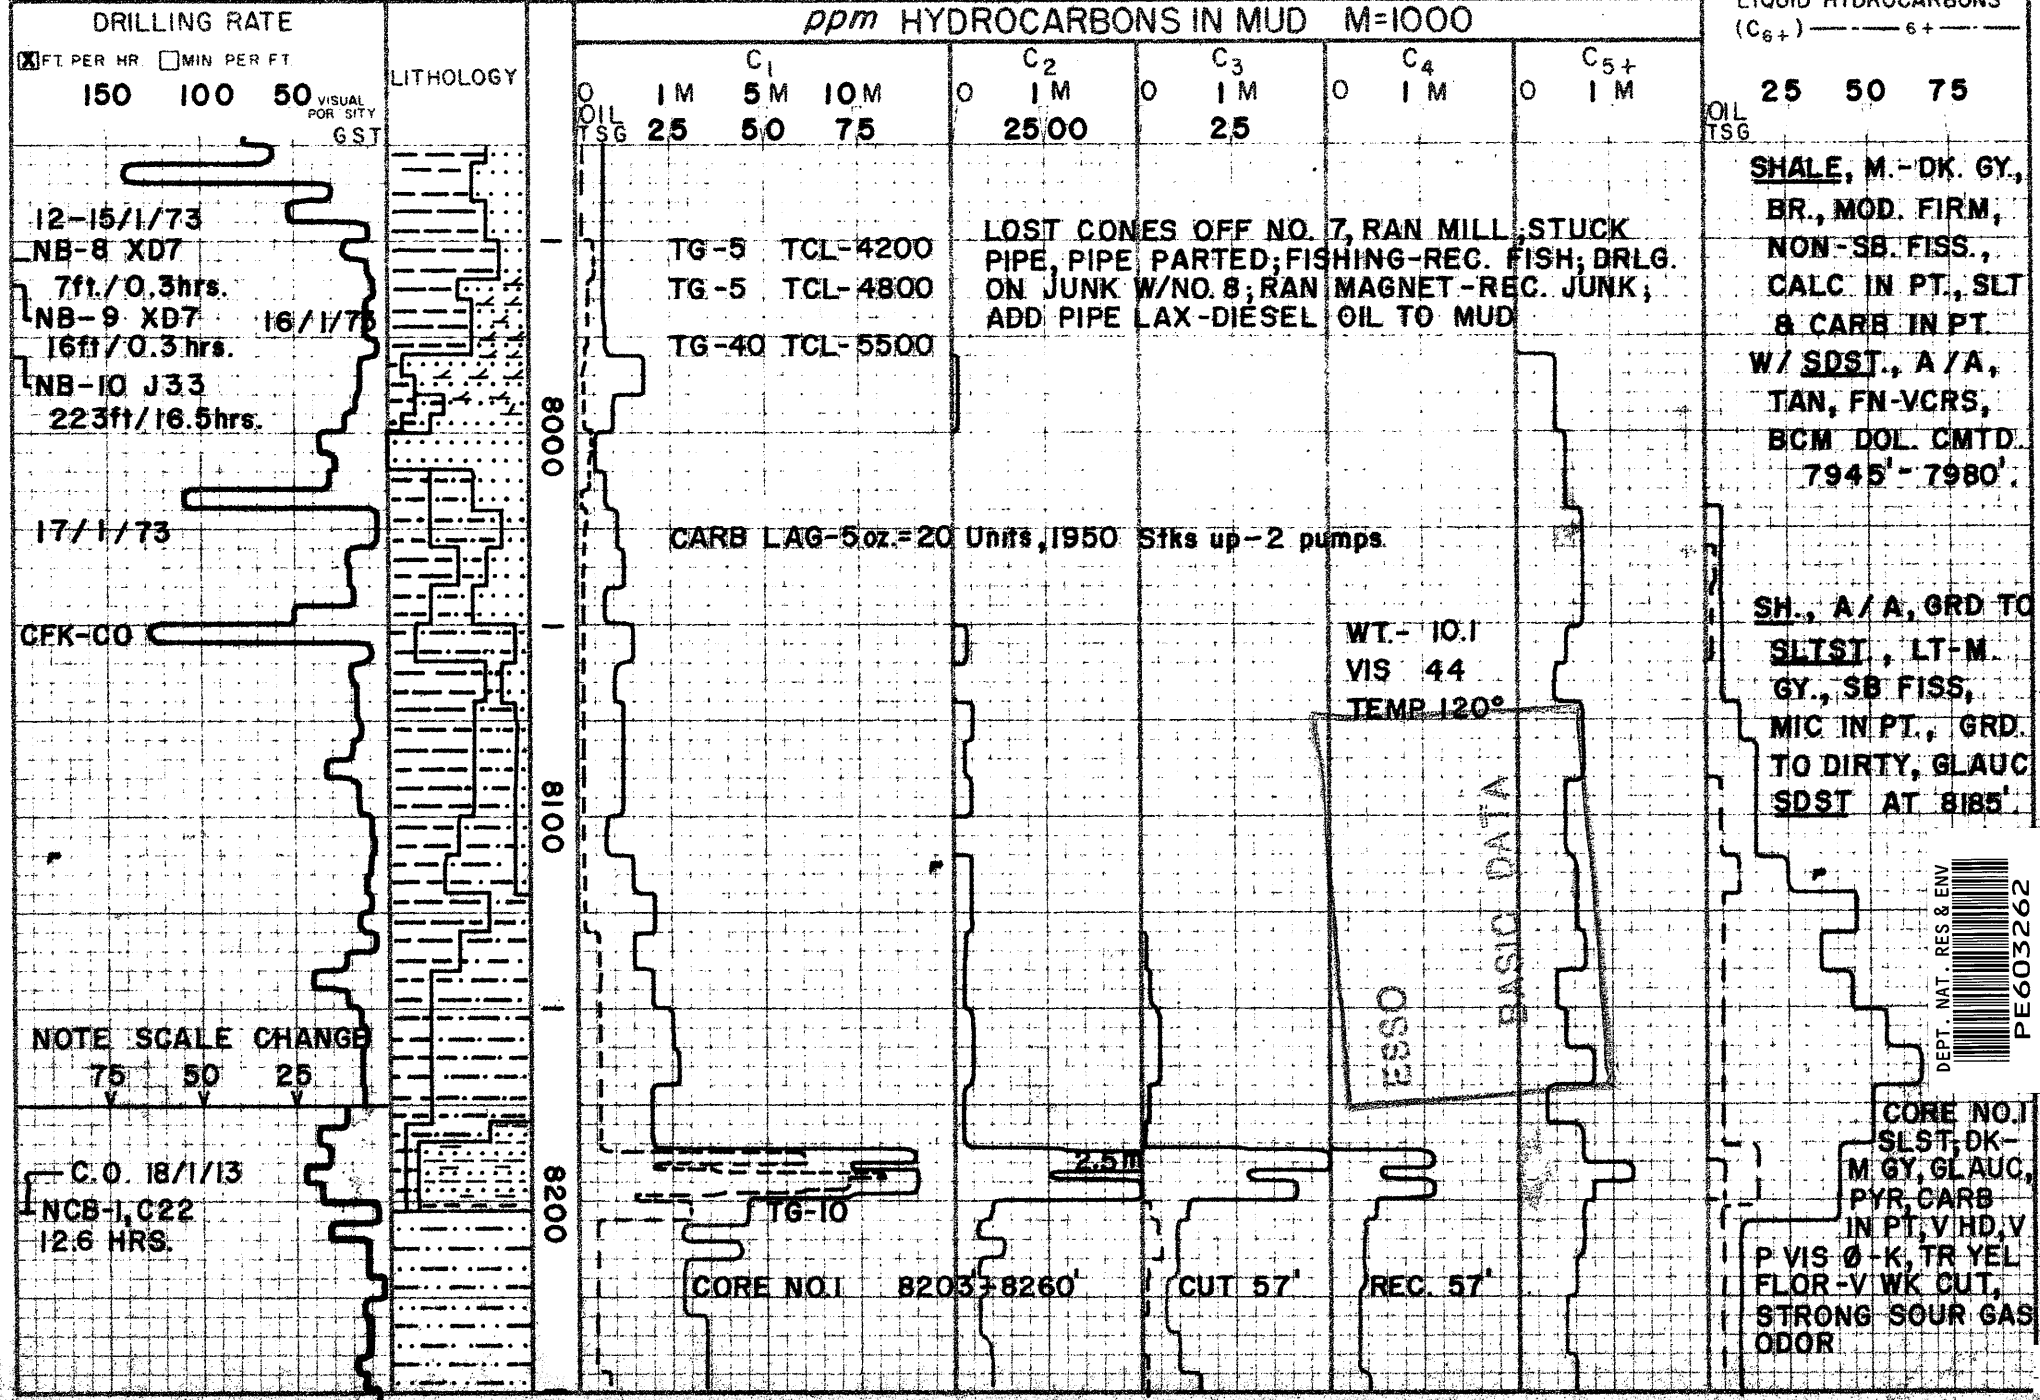 DRILLING RATE
FT. PER HR. MIN PER FT.
150 100 50 VISUAL
POR SITY
G S T
LITHOLOGY
ppm HYDROCARBONS IN MUD M=1000
C1 C2 C3 C4 C5+
0 1 M 5 M 10 M 0 1 M 0 1 M 0 1 M 0 1 M
OIL
TSG 25 50 75 2500 25
LIQUID HYDROCARBONS
(C6+) 6+
25 50 75
OIL
TSG
12-15/1/73
NB-8 XD7
7ft./0.3hrs.
NB-9 XD7 16/1/73
16ft/0.3 hrs.
NB-10 J33
223ft/16.5hrs.
17/1/73
CFK-CO
NOTE SCALE CHANGE
75 50 25
C.O. 18/1/13
NCB-1, C22
12.6 HRS.
8000
8100
8200
TG-5 TCL-4200
TG-5 TCL-4800
TG-40 TCL-5500
LOST CONES OFF NO. 7, RAN MILL; STUCK
PIPE, PIPE PARTED; FISHING-REC. FISH; DRLG.
ON JUNK W/NO. 8; RAN MAGNET-REC. JUNK;
ADD PIPE LAX-DIESEL OIL TO MUD
CARB LAG-5oz.=20 Units, 1950 Stks up-2 pumps.
WT.- 10.1
VIS 44
TEMP 120°
ESSO
BASIC DATA
2.5m
TG-10
CORE NO.1 8203'-8260' CUT 57' REC. 57'
SHALE, M.-DK. GY.,
BR., MOD. FIRM,
NON-SB. FISS.,
CALC IN PT., SLT
& CARB IN PT.
W/ SDST., A/A,
TAN, FN-VCRS,
BCM DOL. CMTD.
7945'-7980'.
SH., A/A, GRD TO
SLTST., LT-M.
GY., SB FISS,
MIC IN PT., GRD.
TO DIRTY, GLAUC
SDST AT 8185'.
DEPT. NAT. RES & ENV
PE603262
CORE NO.1
SLST; DK-
M GY, GLAUC,
PYR, CARB
IN PT, V HD, V
P VIS Ø-K, TR YEL
FLOR-V WK CUT,
STRONG SOUR GAS
ODOR